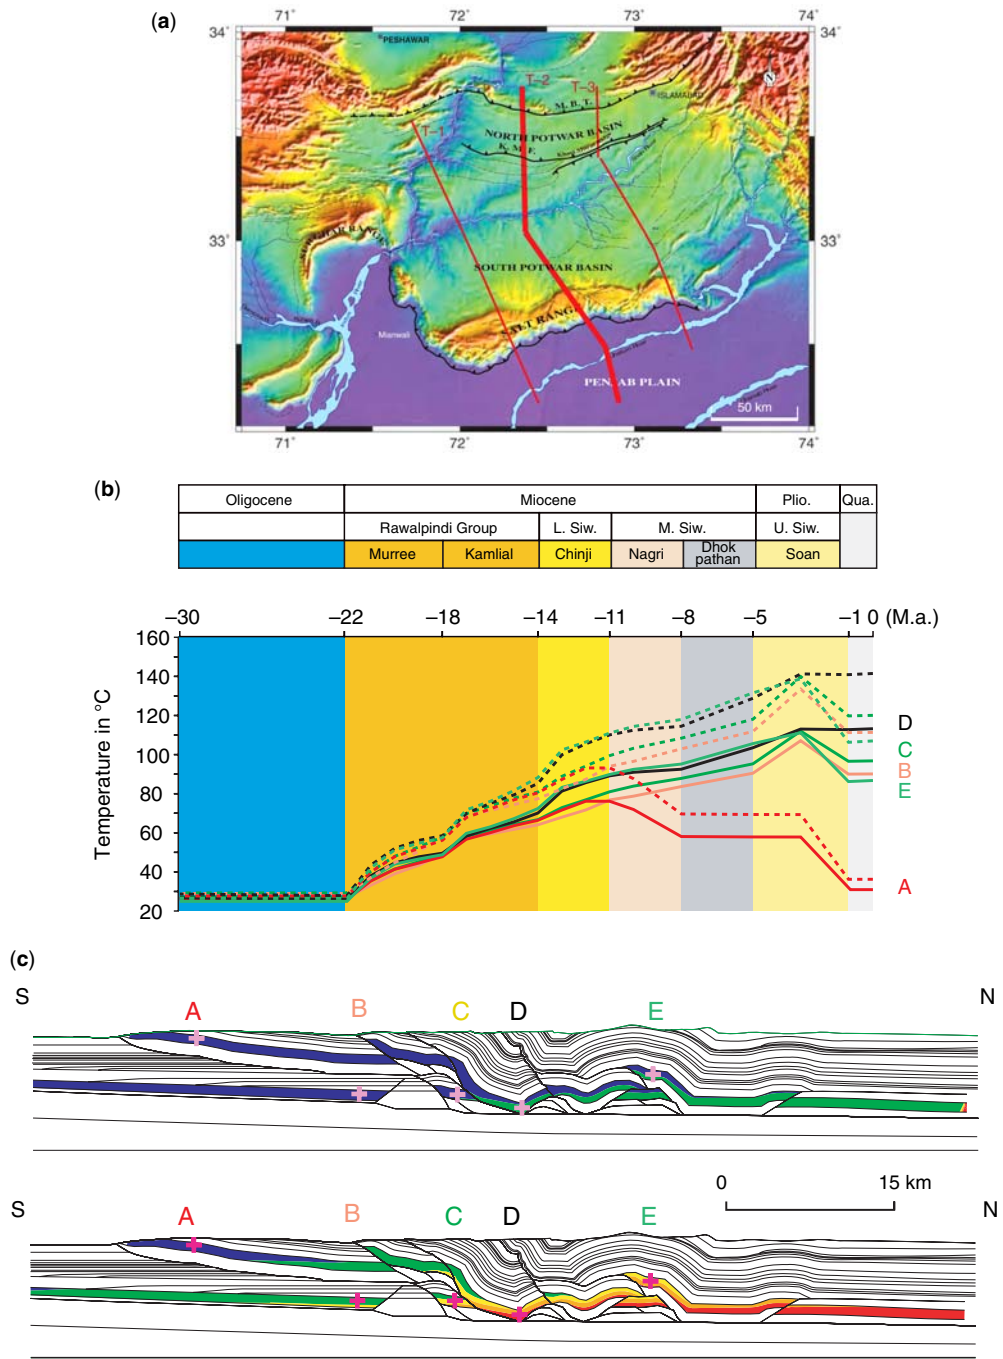 (a)
71° 72° 73° 74°
34° 34°
PESHAWAR
N
T-2
T-3
ISLAMABAD
M. B. T.
T-1
NORTH POTWAR BASIN
K. M. F.
33° 33°
SOUTH POTWAR BASIN
SALT RANGE
Mianwali
PENJAB PLAIN
50 km
71° 72° 73° 74°
(b)
Oligocene Miocene Plio. Qua.
Rawalpindi Group L. Siw. M. Siw. U. Siw.
Murree Kamlial Chinji Nagri Dhok pathan Soan
–30 –22 –18 –14 –11 –8 –5 –1 0 (M.a.)
160
140
120
100
80
60
40
20
Temperature in °C
D
C
B
E
A
(c)
S N
A B C D E
0 15 km
S N
A B C D E